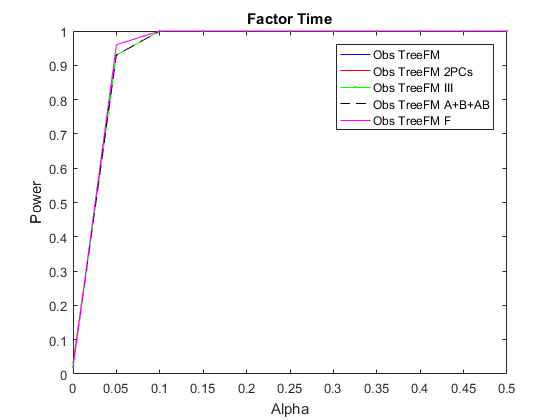 Factor Time
1
0.9
0.8
0.7
0.6
0.5
0.4
0.3
0.2
0.1
0
Power
Obs TreeFM
Obs TreeFM 2PCs
Obs TreeFM III
Obs TreeFM A+B+AB
Obs TreeFM F
0 0.05 0.1 0.15 0.2 0.25 0.3 0.35 0.4 0.45 0.5
Alpha